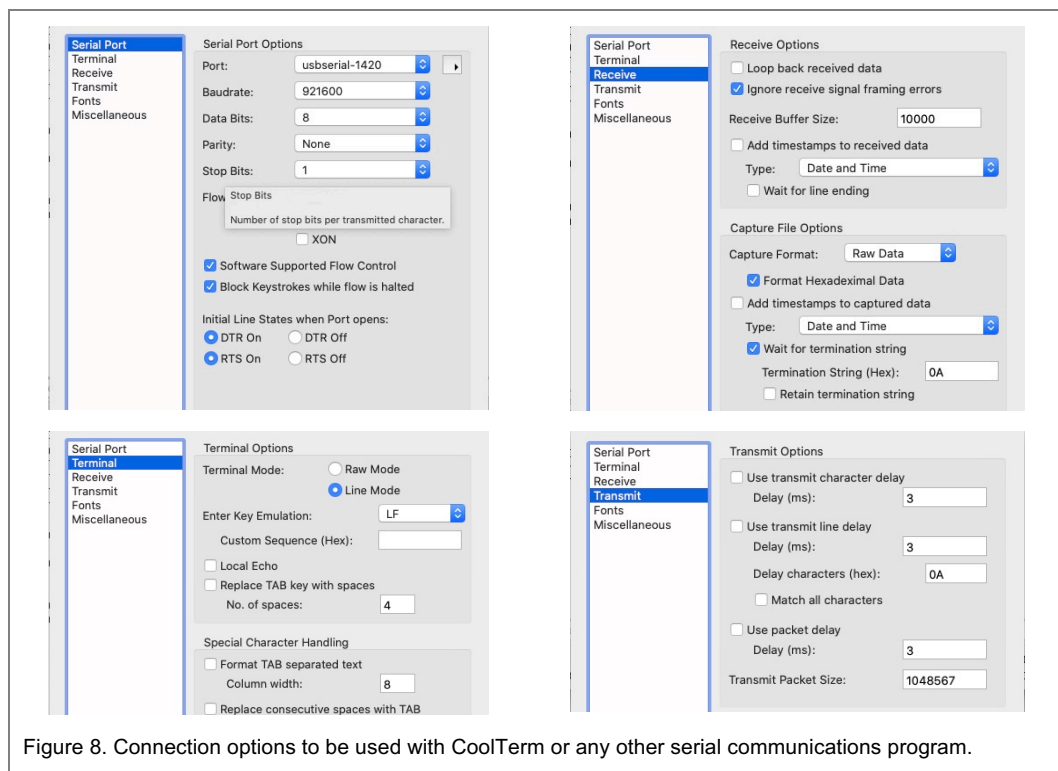 Serial Port
Terminal
Receive
Transmit
Fonts
Miscellaneous
Serial Port Options
Port: usbserial-1420
Baudrate: 921600
Data Bits: 8
Parity: None
Stop Bits: 1
Flow
Stop Bits
Number of stop bits per transmitted character.
XON
Software Supported Flow Control
Block Keystrokes while flow is halted
Initial Line States when Port opens:
DTR On DTR Off
RTS On RTS Off
Serial Port
Terminal
Receive
Transmit
Fonts
Miscellaneous
Receive Options
Loop back received data
Ignore receive signal framing errors
Receive Buffer Size: 10000
Add timestamps to received data
Type: Date and Time
Wait for line ending
Capture File Options
Capture Format: Raw Data
Format Hexadeximal Data
Add timestamps to captured data
Type: Date and Time
Wait for termination string
Termination String (Hex): 0A
Retain termination string
Serial Port
Terminal
Receive
Transmit
Fonts
Miscellaneous
Terminal Options
Terminal Mode: Raw Mode
Line Mode
Enter Key Emulation: LF
Custom Sequence (Hex):
Local Echo
Replace TAB key with spaces
No. of spaces: 4
Special Character Handling
Format TAB separated text
Column width: 8
Replace consecutive spaces with TAB
Serial Port
Terminal
Receive
Transmit
Fonts
Miscellaneous
Transmit Options
Use transmit character delay
Delay (ms): 3
Use transmit line delay
Delay (ms): 3
Delay characters (hex): 0A
Match all characters
Use packet delay
Delay (ms): 3
Transmit Packet Size: 1048567
Figure 8. Connection options to be used with CoolTerm or any other serial communications program.